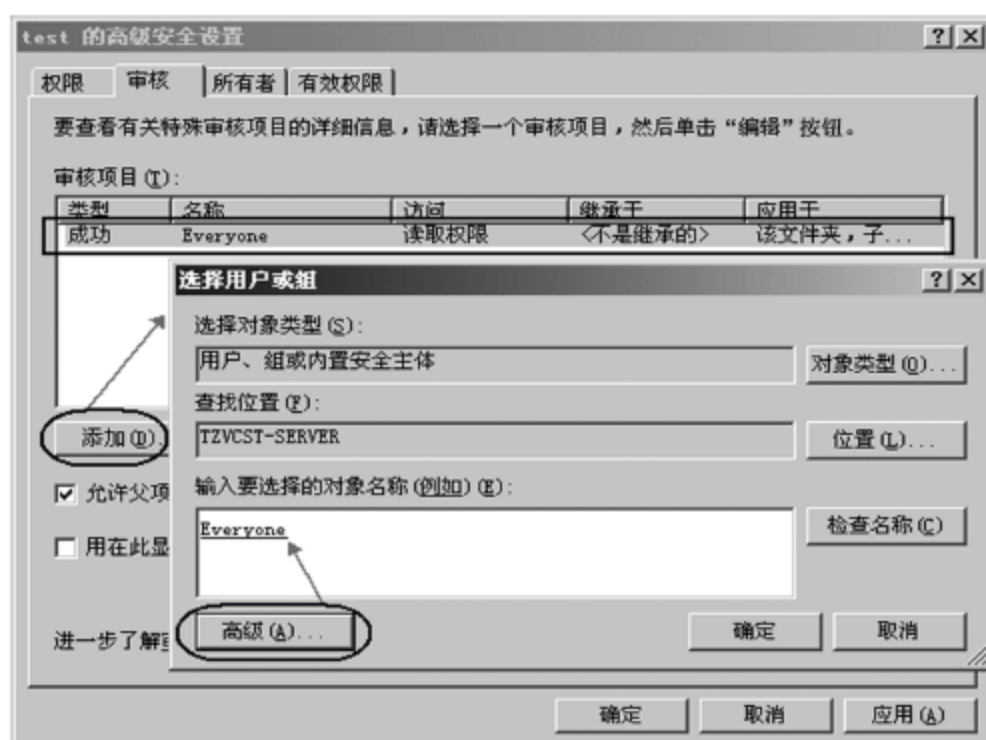 test 的高级安全设置
权限 审核 所有者 有效权限
要查看有关特殊审核项目的详细信息，请选择一个审核项目，然后单击“编辑”按钮。
审核项目(T):
类型 名称 访问 继承于 应用于
成功 Everyone 读取权限 <不是继承的> 该文件夹，子...
选择用户或组
选择对象类型(S):
用户、组或内置安全主体 对象类型(O)...
查找位置(F):
TZVCST-SERVER 位置(L)...
添加(D).
输入要选择的对象名称(例如)(E):
允许父项
Everyone 检查名称(C)
用在此显
高级(A)... 确定 取消
进一步了解
确定 取消 应用(A)